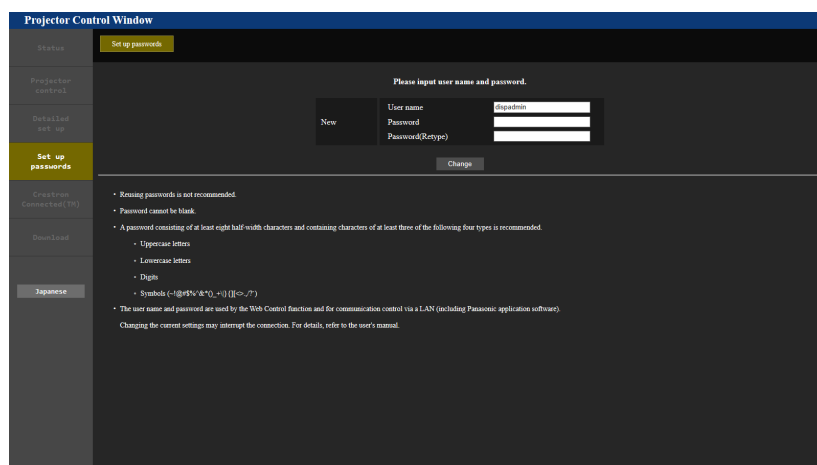 Projector Control Window
Status
Projector
control
Detailed
set up
Set up
passwords
Crestron
Connected(TM)
Download
Japanese
Set up passwords
Please input user name and password.
New
User name
dispadmin
Password
Password(Retype)
Change
• Reusing passwords is not recommended.
• Password cannot be blank.
• A password consisting of at least eight half-width characters and containing characters of at least three of the following four types is recommended.
• Uppercase letters
• Lowercase letters
• Digits
• Symbols
• The user name and password are used by the Web Control function and for communication control via a LAN (including Panasonic application software).
Changing the current settings may interrupt the connection. For details, refer to the user's manual.